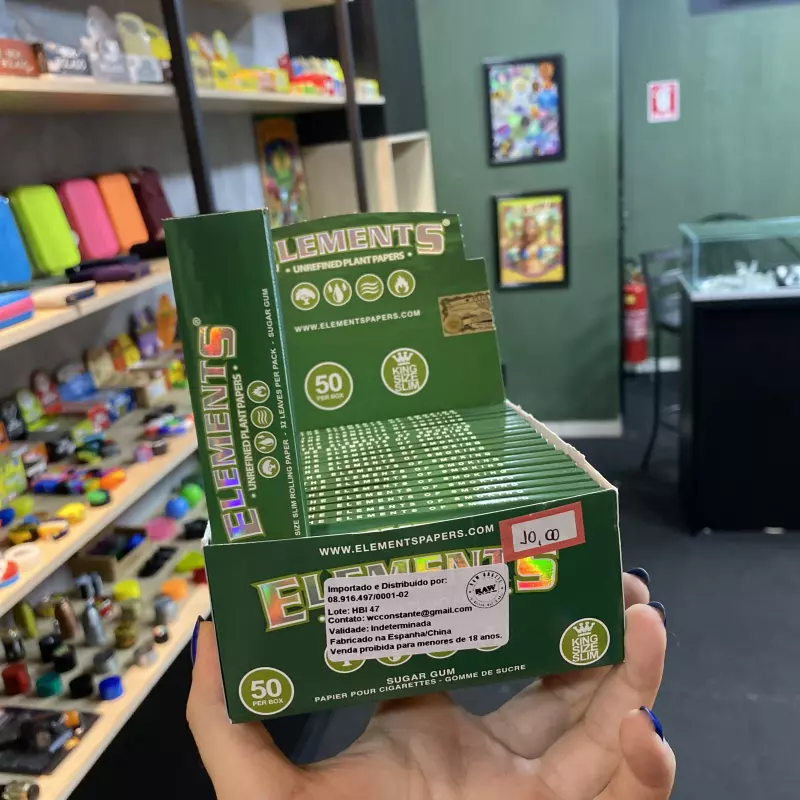 ELEMENTS
UNREFINED PLANT PAPERS
WWW.ELEMENTSPAPERS.COM
50
PER BOX
KING
SIZE
SLIM
ELEMENTS
• UNREFINED PLANT PAPERS •
SIZE SLIM ROLLING PAPER - 32 LEAVES PER PACK - SUGAR GUM
WWW.ELEMENTSPAPERS.COM
10,00
ELEMENTS
Importado e Distribuido por:
08.916.497/0001-02
Lote: HBI 47
Contato: wcconstante@gmail.com
Validade: Indeterminada
Fabricado na Espanha/China
Venda proibida para menores de 18 anos.
RAW
50
PER BOX
SUGAR GUM
PAPIER POUR CIGARETTES - GOMME DE SUCRE
KING
SIZE
SLIM